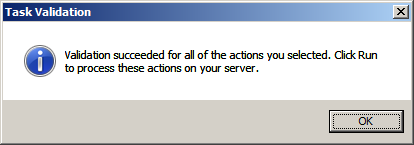 Task Validation
Validation succeeded for all of the actions you selected. Click Run
to process these actions on your server.
OK